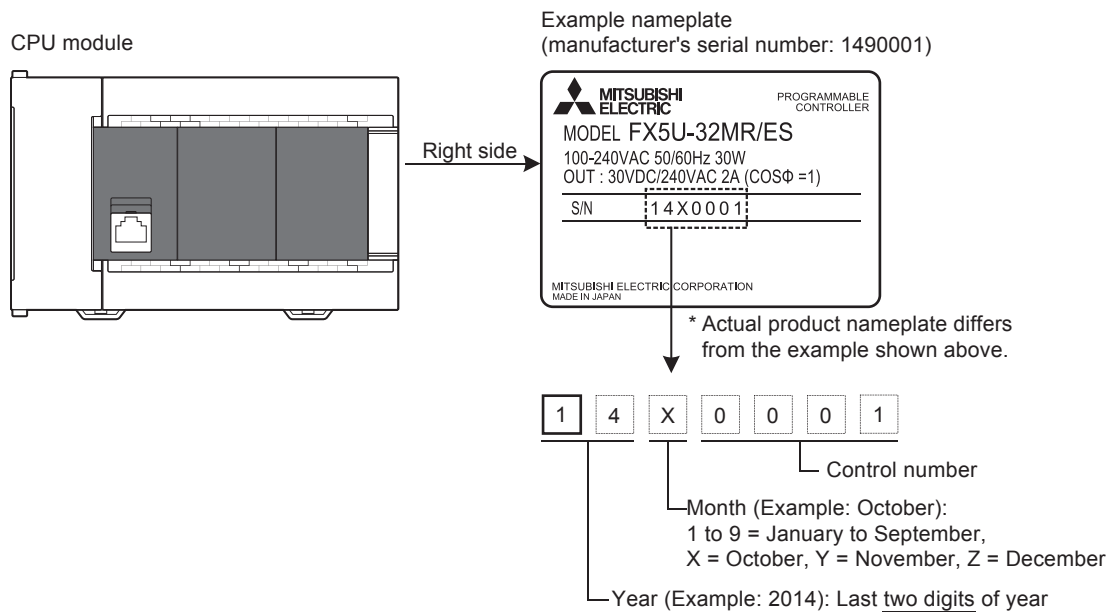 Example nameplate
(manufacturer's serial number: 1490001)
CPU module
MITSUBISHI
ELECTRIC
PROGRAMMABLE
CONTROLLER
MODEL FX5U-32MR/ES
100-240VAC 50/60Hz 30W
OUT : 30VDC/240VAC 2A (COSΦ =1)
S/N 14X0001
MITSUBISHI ELECTRIC CORPORATION
MADE IN JAPAN
Right side
* Actual product nameplate differs
from the example shown above.
1 4 X 0 0 0 1
Control number
Month (Example: October):
1 to 9 = January to September,
X = October, Y = November, Z = December
Year (Example: 2014): Last two digits of year